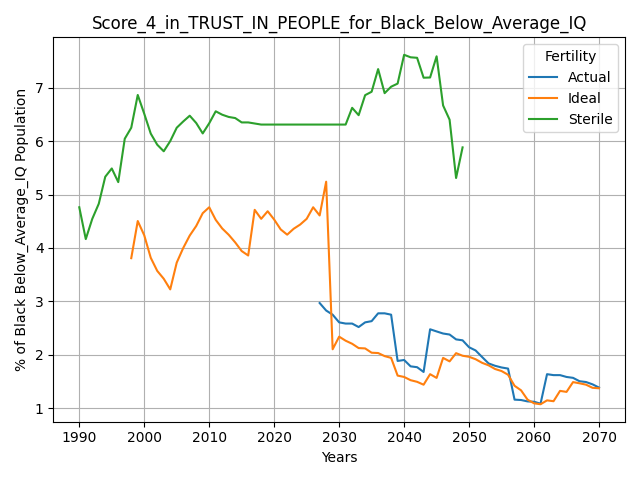 Score_4_in_TRUST_IN_PEOPLE_for_Black_Below_Average_IQ
% of Black Below_Average_IQ Population
7
6
5
4
3
2
1
Fertility
Actual
Ideal
Sterile
1990 2000 2010 2020 2030 2040 2050 2060 2070
Years